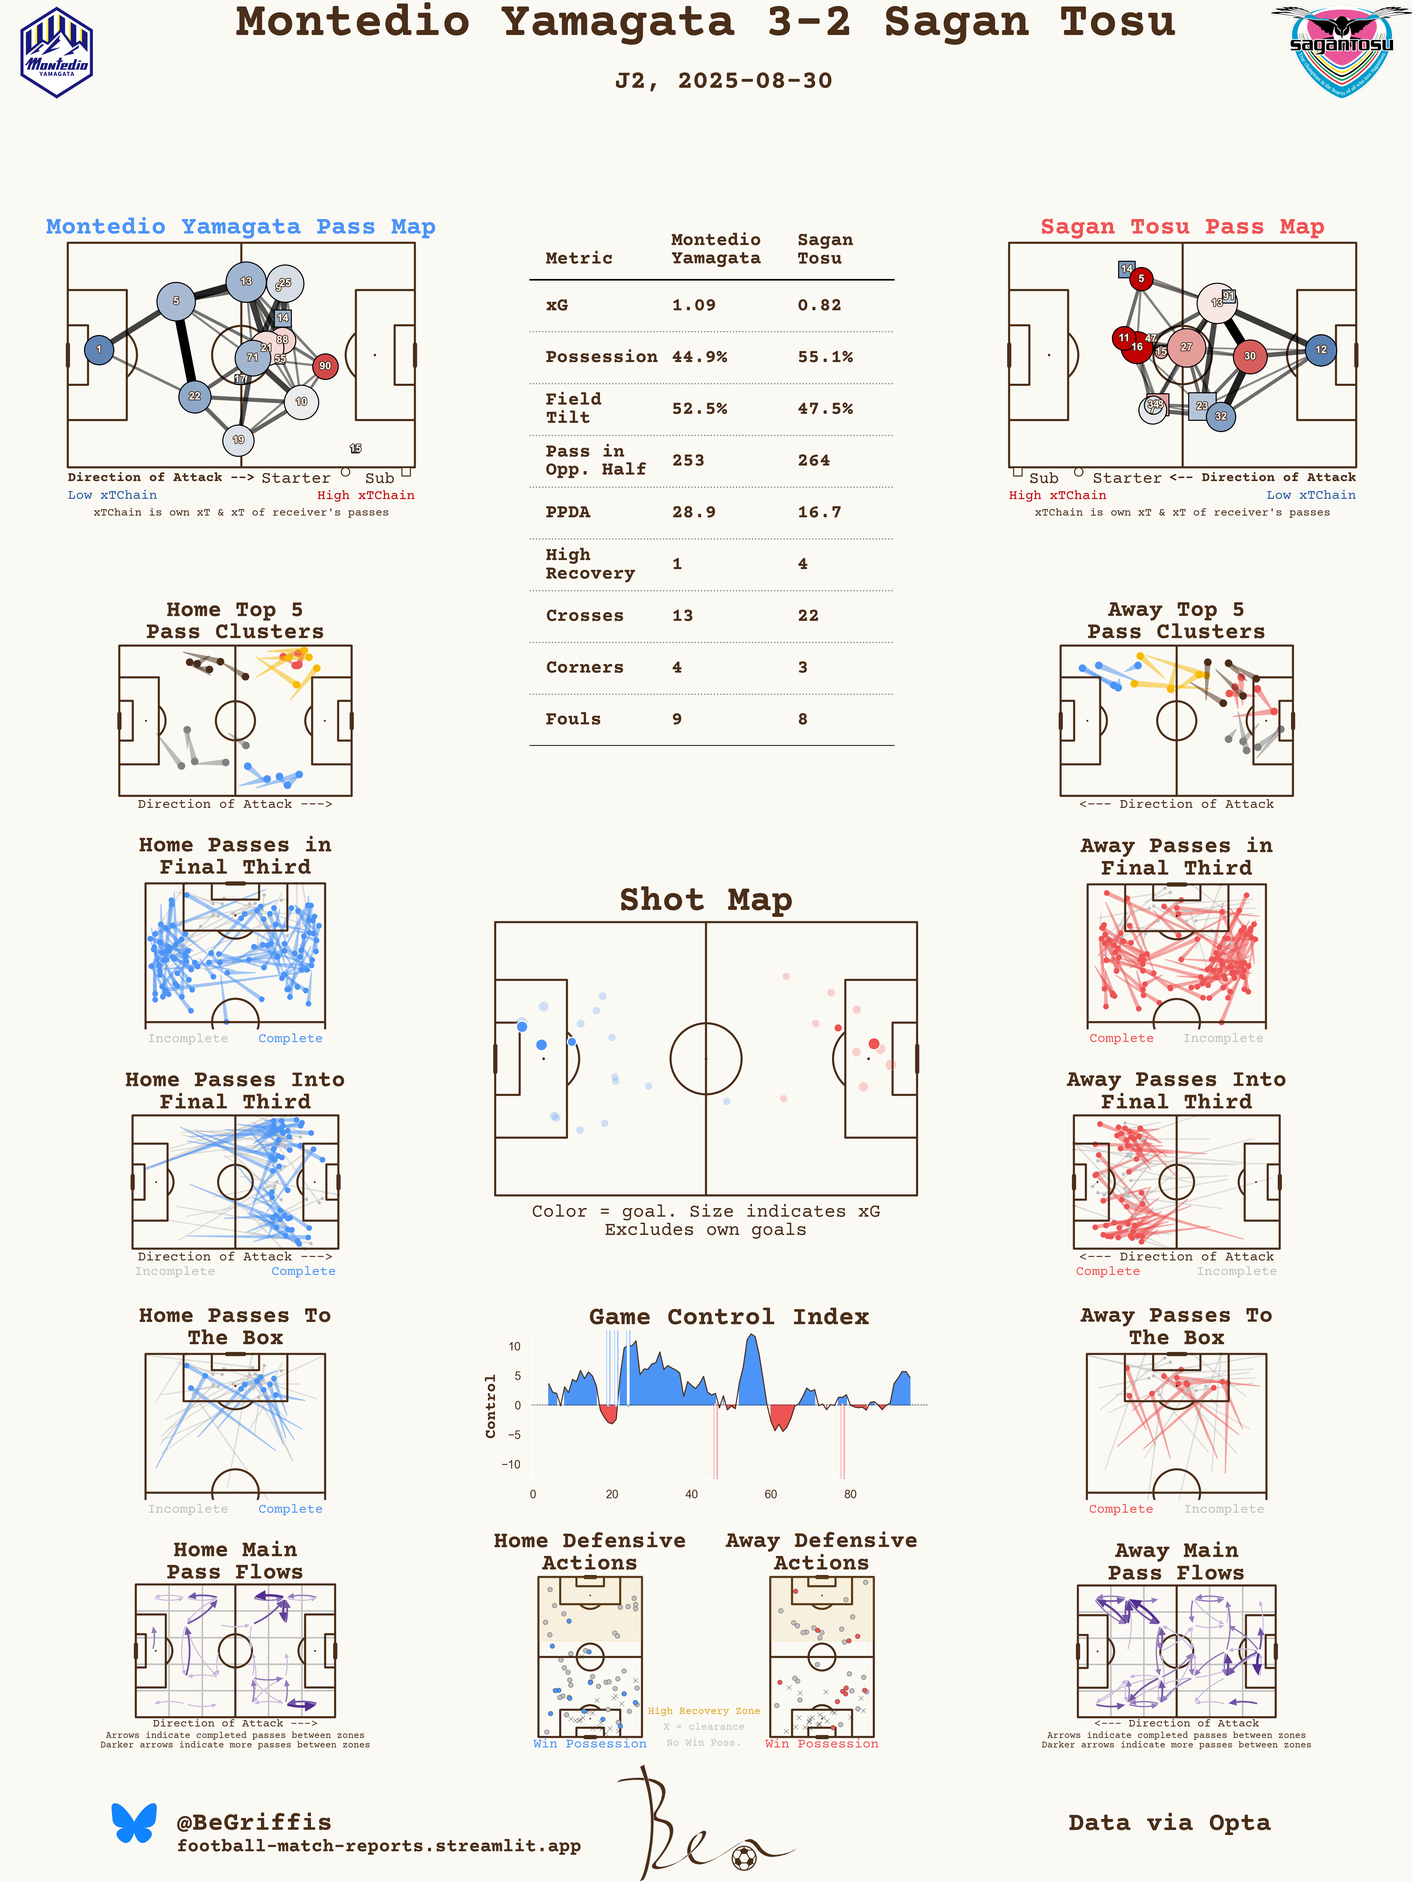 Montedio Yamagata 3-2 Sagan Tosu
J2, 2025-08-30
Montedio
YAMAGATA
saganTosu
Montedio Yamagata Pass Map
1
5
13
9
25
14
88
21
71
55
90
17
22
10
19
15
Direction of Attack --> Starter Sub
Low xTChain High xTChain
xTChain is own xT & xT of receiver's passes
Metric Montedio Yamagata Sagan Tosu
xG 1.09 0.82
Possession 44.9% 55.1%
Field Tilt 52.5% 47.5%
Pass in Opp. Half 253 264
PPDA 28.9 16.7
High Recovery 1 4
Crosses 13 22
Corners 4 3
Fouls 9 8
Sagan Tosu Pass Map
14
5
13
91
11
16
47
15
27
30
12
23
32
Sub Starter <-- Direction of Attack
High xTChain Low xTChain
xTChain is own xT & xT of receiver's passes
Home Top 5
Pass Clusters
Direction of Attack --->
Away Top 5
Pass Clusters
<--- Direction of Attack
Home Passes in
Final Third
Incomplete Complete
Away Passes in
Final Third
Complete Incomplete
Shot Map
Color = goal. Size indicates xG
Excludes own goals
Home Passes Into
Final Third
Direction of Attack --->
Incomplete Complete
Away Passes Into
Final Third
<--- Direction of Attack
Complete Incomplete
Home Passes To
The Box
Incomplete Complete
Game Control Index
Control
10
5
0
−5
−10
0 20 40 60 80
Away Passes To
The Box
Complete Incomplete
Home Main
Pass Flows
Direction of Attack --->
Arrows indicate completed passes between zones
Darker arrows indicate more passes between zones
Home Defensive
Actions
Win Possession
High Recovery Zone
X = clearance
No Win Poss.
Away Defensive
Actions
Win Possession
Away Main
Pass Flows
<--- Direction of Attack
Arrows indicate completed passes between zones
Darker arrows indicate more passes between zones
@BeGriffis
football-match-reports.streamlit.app
Ben
Data via Opta